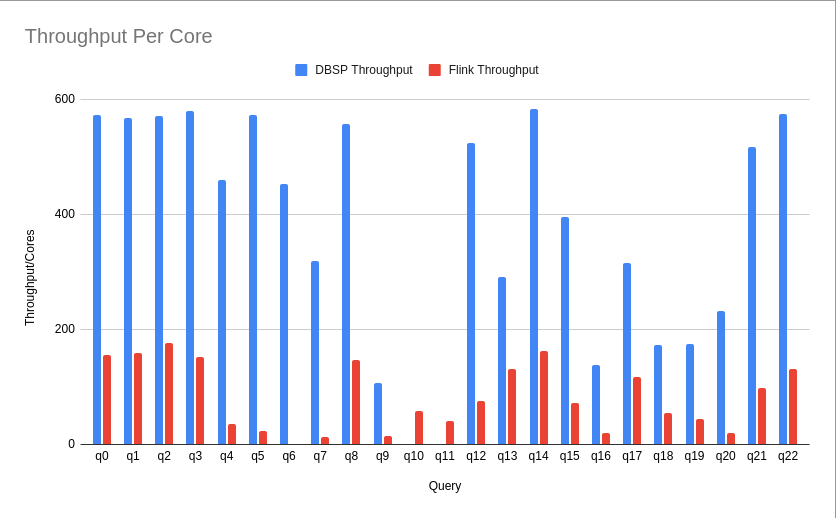 Throughput Per Core
DBSP Throughput Flink Throughput
600
400
200
0
Throughput/Cores
q0 q1 q2 q3 q4 q5 q6 q7 q8 q9 q10 q11 q12 q13 q14 q15 q16 q17 q18 q19 q20 q21 q22
Query